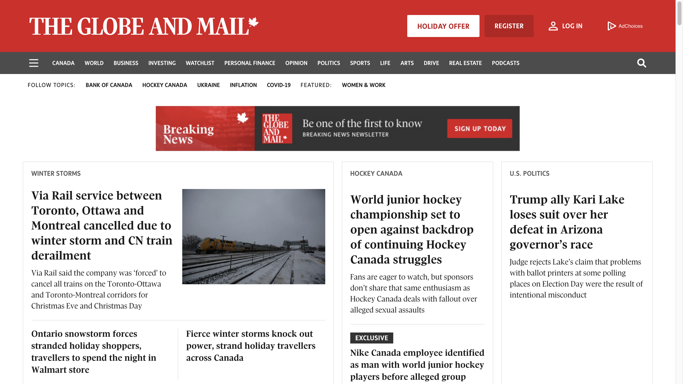 THE GLOBE AND MAIL
HOLIDAY OFFER
REGISTER
LOG IN
AdChoices
CANADA WORLD BUSINESS INVESTING WATCHLIST PERSONAL FINANCE OPINION POLITICS SPORTS LIFE ARTS DRIVE REAL ESTATE PODCASTS
FOLLOW TOPICS: BANK OF CANADA HOCKEY CANADA UKRAINE INFLATION COVID-19 FEATURED: WOMEN & WORK
Breaking
News
THE
GLOBE
AND
MAIL
Be one of the first to know
BREAKING NEWS NEWSLETTER
SIGN UP TODAY
WINTER STORMS
Via Rail service between
Toronto, Ottawa and
Montreal cancelled due to
winter storm and CN train
derailment
Via Rail said the company was ‘forced’ to
cancel all trains on the Toronto-Ottawa
and Toronto-Montreal corridors for
Christmas Eve and Christmas Day
Ontario snowstorm forces
stranded holiday shoppers,
travellers to spend the night in
Walmart store
Fierce winter storms knock out
power, strand holiday travellers
across Canada
HOCKEY CANADA
World junior hockey
championship set to
open against backdrop
of continuing Hockey
Canada struggles
Fans are eager to watch, but sponsors
don’t share that same enthusiasm as
Hockey Canada deals with fallout over
alleged sexual assaults
EXCLUSIVE
Nike Canada employee identified
as man with world junior hockey
players before alleged group
U.S. POLITICS
Trump ally Kari Lake
loses suit over her
defeat in Arizona
governor’s race
Judge rejects Lake’s claim that problems
with ballot printers at some polling
places on Election Day were the result of
intentional misconduct